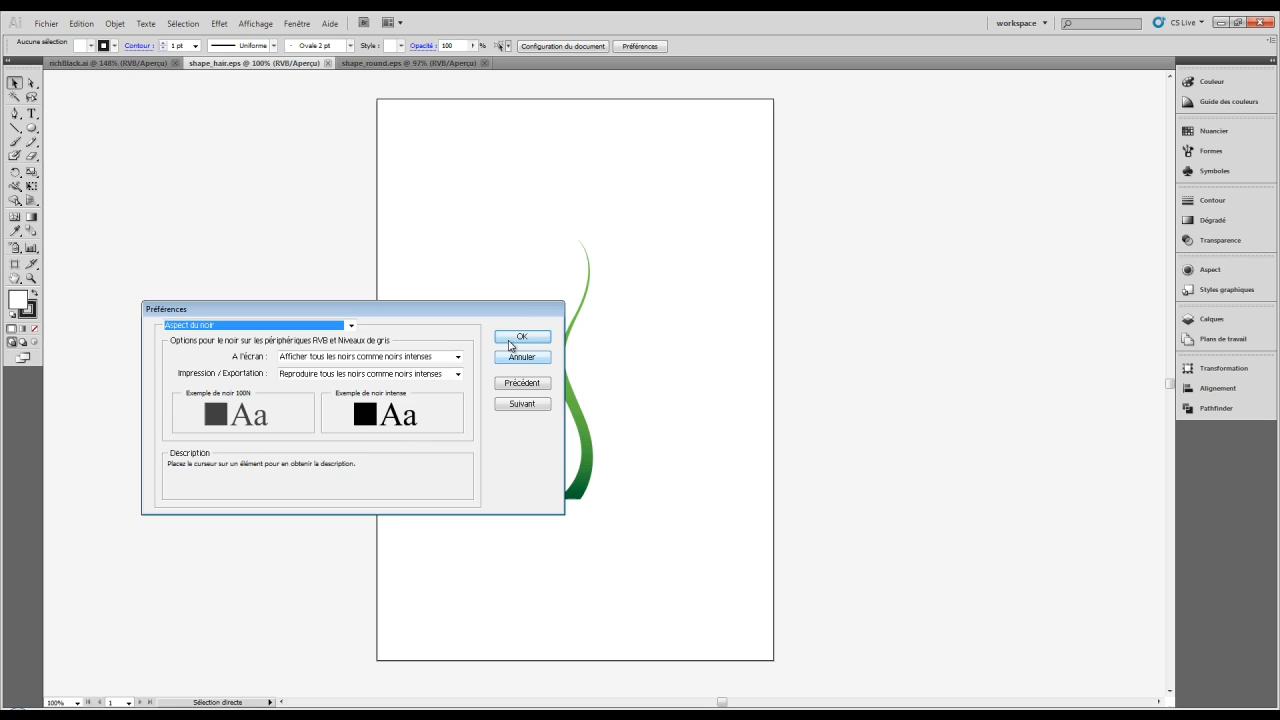 Ai Fichier Edition Objet Texte Sélection Effet Affichage Fenêtre Aide Br workspace CS Live
Aucune sélection Contour : 1 pt Uniforme Ovale 2 pt Style : Opacité : 100 % Configuration du document Préférences
richBlack.ai @ 148% (RVB/Aperçu) shape_hair.eps @ 100% (RVB/Aperçu) shape_round.eps @ 97% (RVB/Aperçu)
Couleur
Guide des couleurs
Nuancier
Formes
Symboles
Contour
Dégradé
Transparence
Aspect
Styles graphiques
Calques
Plans de travail
Transformation
Alignement
Pathfinder
Préférences
Aspect du noir
Options pour le noir sur les périphériques RVB et Niveaux de gris
A l'écran : Afficher tous les noirs comme noirs intenses
Impression / Exportation : Reproduire tous les noirs comme noirs intenses
Exemple de noir 100% Exemple de noir intense
Aa Aa
Description
Placez le curseur sur un élément pour en obtenir la description.
OK
Annuler
Précédent
Suivant
100% 1 Sélection directe